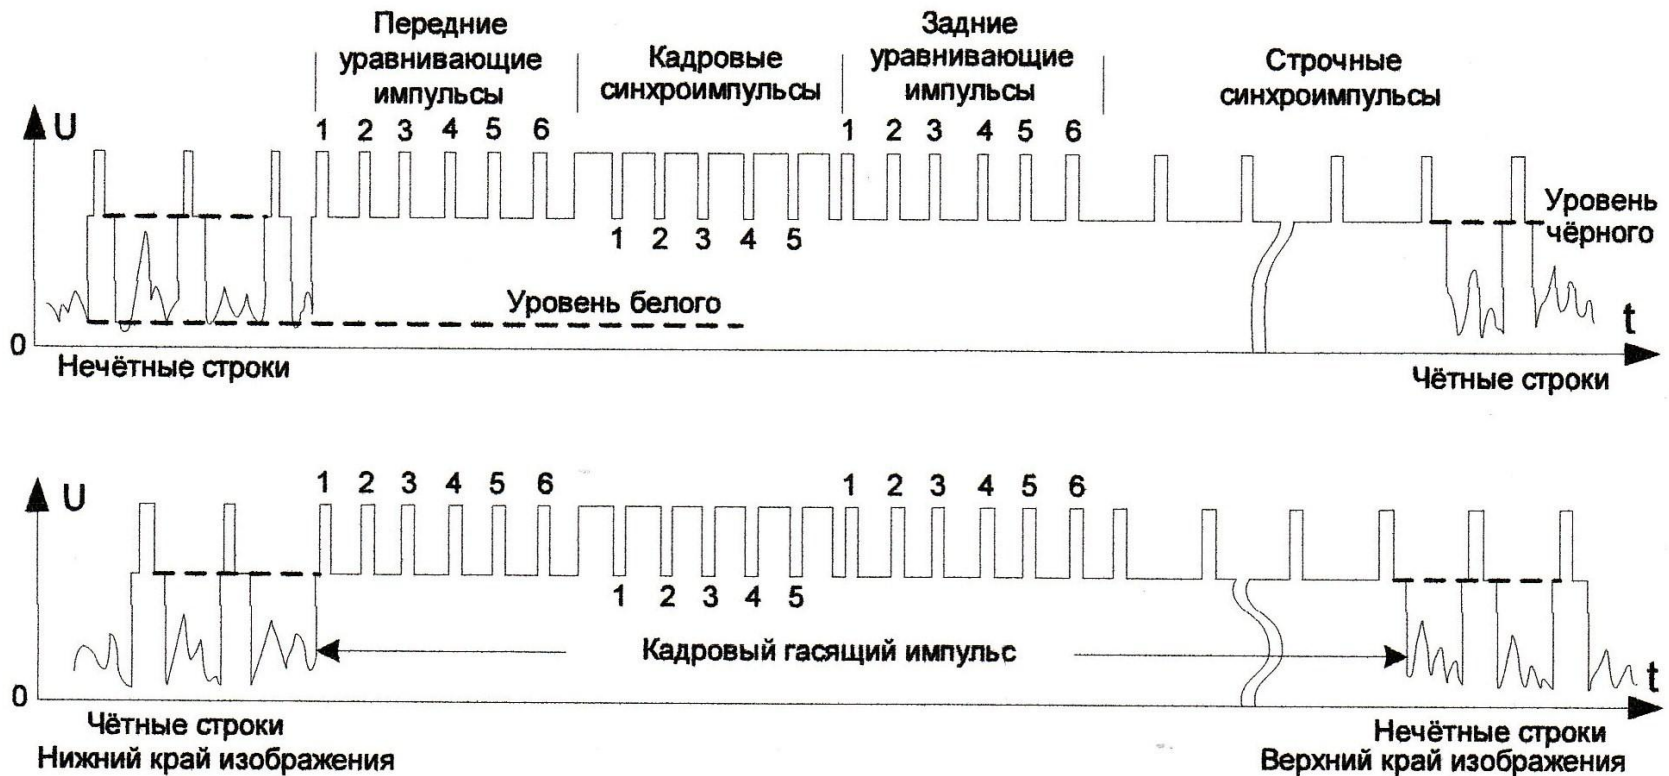 Передние
уравнивающие
импульсы
Кадровые
синхроимпульсы
Задние
уравнивающие
импульсы
Строчные
синхроимпульсы
U
1 2 3 4 5 6
1 2 3 4 5 6
1 2 3 4 5
Уровень
чёрного
Уровень белого
t
0
Нечётные строки
Чётные строки
U
1 2 3 4 5 6
1 2 3 4 5 6
1 2 3 4 5
Кадровый гасящий импульс
t
0
Чётные строки
Нижний край изображения
Нечётные строки
Верхний край изображения